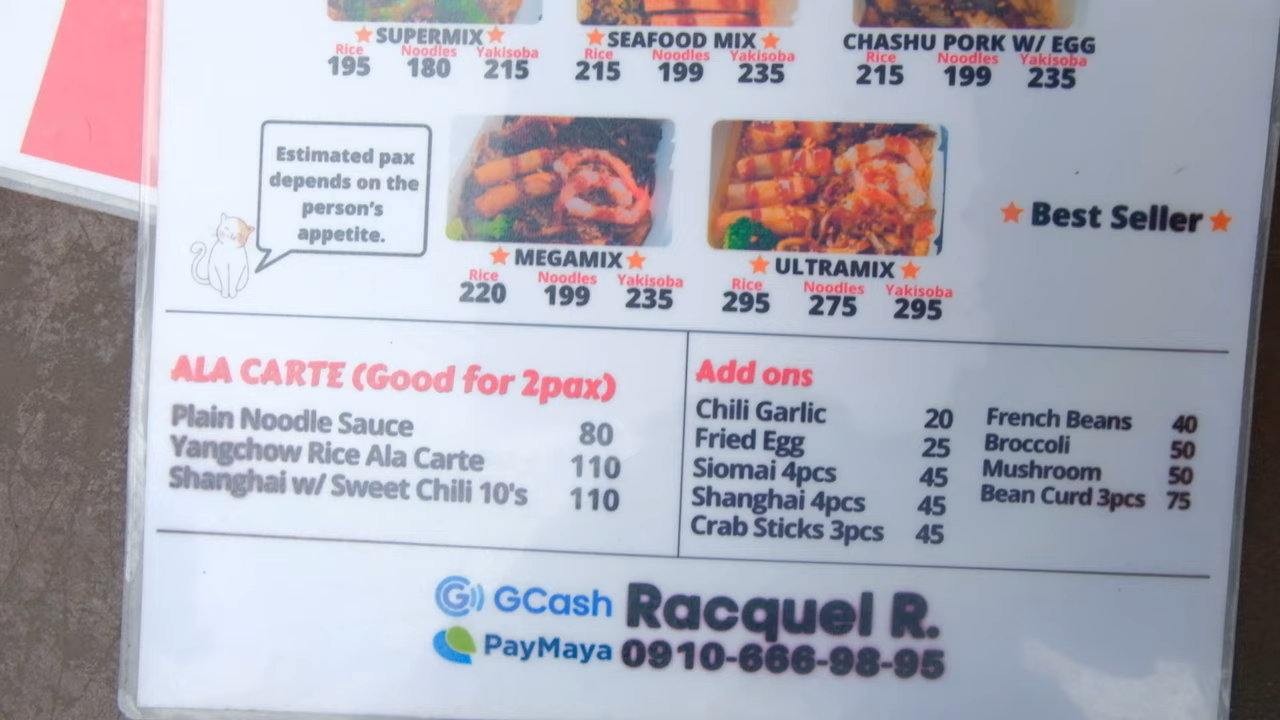 SUPERMIX
Rice Noodles Yakisoba
195 180 215
SEAFOOD MIX
Rice Noodles Yakisoba
215 199 235
CHASHU PORK W/ EGG
Rice Noodles Yakisoba
215 199 235
Estimated pax
depends on the
person's
appetite.
MEGAMIX
Rice Noodles Yakisoba
220 199 235
ULTRAMIX
Rice Noodles Yakisoba
295 275 295
Best Seller
ALA CARTE (Good for 2pax)
Plain Noodle Sauce 80
Yangchow Rice Ala Carte 110
Shanghai w/ Sweet Chili 10's 110
Add ons
Chili Garlic 20
Fried Egg 25
Siomai 4pcs 45
Shanghai 4pcs 45
Crab Sticks 3pcs 45
French Beans 40
Broccoli 50
Mushroom 50
Bean Curd 3pcs 75
GCash
PayMaya
Racquel R.
0910-666-98-95